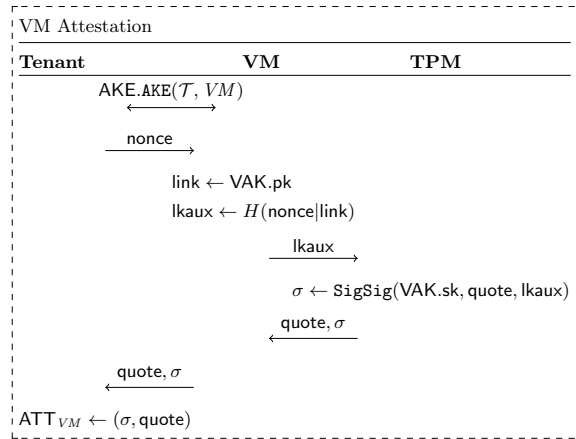 VM Attestation
Tenant VM TPM
AKE.AKE(𝒯, VM)
nonce
link ← VAK.pk
lkaux ← H(nonce|link)
lkaux
σ ← SigSig(VAK.sk, quote, lkaux)
quote, σ
quote, σ
ATT_VM ← (σ, quote)